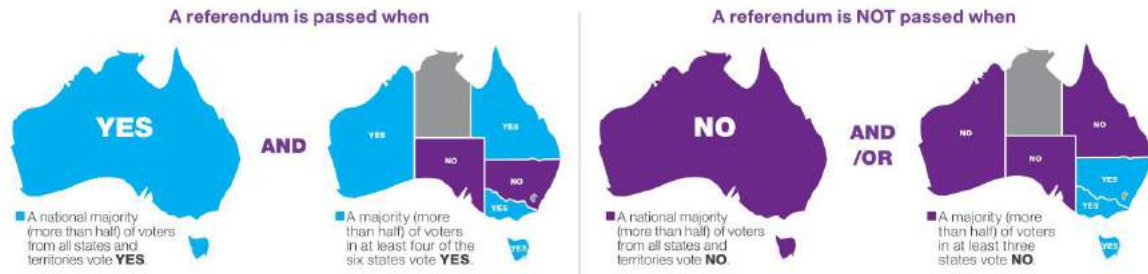 A referendum is passed when
YES
AND
YES
YES
NO
NO
YES
YES
A national majority
(more than half) of voters
from all states and
territories vote YES.
A majority (more
than half) of voters
in at least four of the
six states vote YES.
A referendum is NOT passed when
NO
AND
/OR
NO
NO
NO
YES
YES
YES
A national majority
(more than half) of voters
from all states and
territories vote NO.
A majority (more
than half) of voters
in at least three
states vote NO.